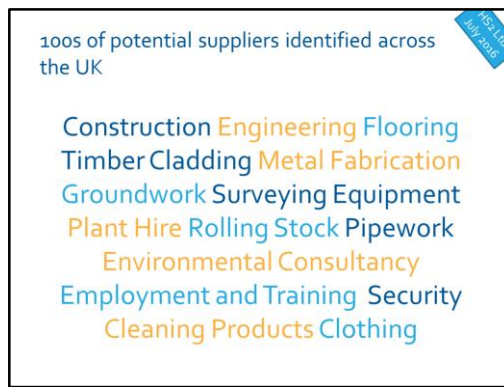 100s of potential suppliers identified across
the UK
HS2 Ltd
July 2016
Construction Engineering Flooring
Timber Cladding Metal Fabrication
Groundwork Surveying Equipment
Plant Hire Rolling Stock Pipework
Environmental Consultancy
Employment and Training Security
Cleaning Products Clothing